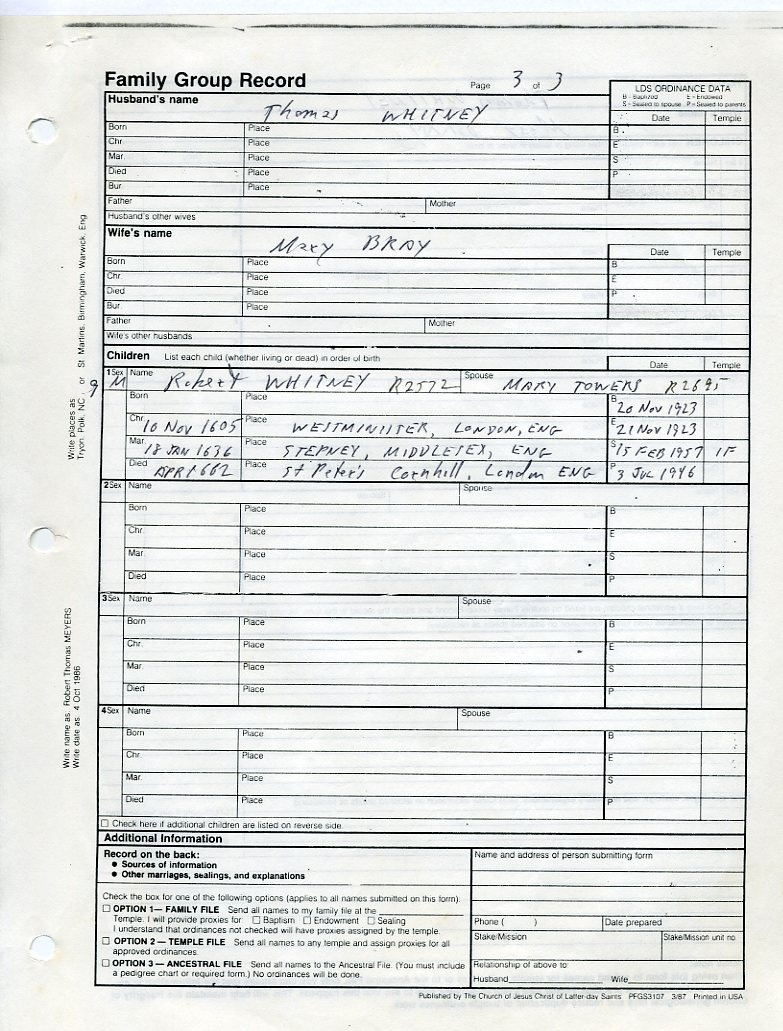 Family Group Record
Page 3 of 3
LDS ORDINANCE DATA
B - Baptized E - Endowed
S - Sealed to spouse P - Sealed to parents
Husband's name
Thomas WHITNEY
Date Temple
Born Place B
Chr. Place E
Mar. Place S
Died Place P
Bur. Place
Father Mother
Husband's other wives
Wife's name
Mary BRAY
Date Temple
Born Place B
Chr. Place E
Died Place P
Bur. Place
Father Mother
Wife's other husbands
Children List each child (whether living or dead) in order of birth
Date Temple
9
1 Sex M Name Robert WHITNEY R2572 Spouse MARY TOWERS R2695
Born Place B 20 Nov 1923
Chr. 10 Nov 1605 Place WESTMINISTER, LONDON, ENG E 21 Nov 1923
Mar. 18 JAN 1636 Place STEPNEY, MIDDLESEX, ENG S 15 FEB 1957 IF
Died APR 1662 Place St Peter's Cornhill, London ENG P 3 JUL 1946
2 Sex Name Spouse
Born Place B
Chr. Place E
Mar. Place S
Died Place P
3 Sex Name Spouse
Born Place B
Chr. Place E
Mar. Place S
Died Place P
4 Sex Name Spouse
Born Place B
Chr. Place E
Mar. Place S
Died Place P
☐ Check here if additional children are listed on reverse side.
Write places as: Tryon, Polk, NC or St Martins, Birmingham, Warwick, Eng
Write name as: Robert Thomas MEYERS
Write date as: 4 Oct 1986
Additional Information
Record on the back:
• Sources of information
• Other marriages, sealings, and explanations
Check the box for one of the following options (applies to all names submitted on this form):
☐ OPTION 1— FAMILY FILE Send all names to my family file at the
Temple. I will provide proxies for ☐ Baptism ☐ Endowment ☐ Sealing
I understand that ordinances not checked will have proxies assigned by the temple.
☐ OPTION 2 — TEMPLE FILE Send all names to any temple and assign proxies for all
approved ordinances.
☐ OPTION 3 — ANCESTRAL FILE Send all names to the Ancestral File. (You must include
a pedigree chart or required form.) No ordinances will be done.
Name and address of person submitting form
Phone ( ) Date prepared
Stake/Mission Stake/Mission unit no.
Relationship of above to:
Husband Wife
Published by The Church of Jesus Christ of Latter-day Saints PFGS3107 3/87 Printed in USA